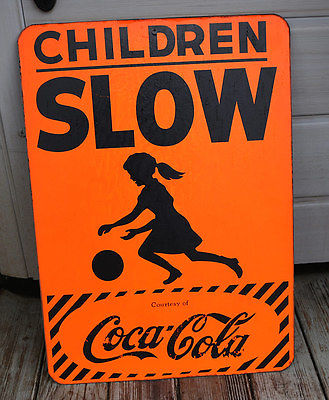 CHILDREN
SLOW
Courtesy of
Coca-Cola